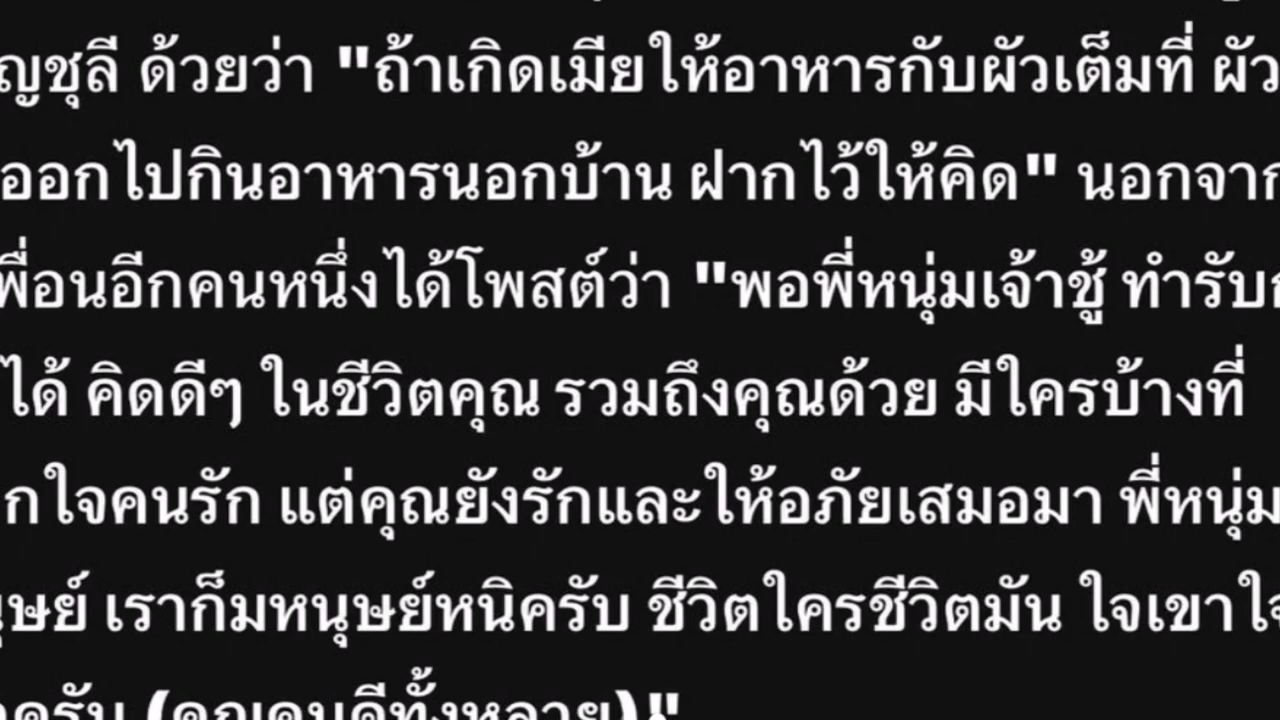 ญชุลี ด้วยว่า "ถ้าเกิดเมียให้อาหารกับผัวเต็มที่ ผัว
ออกไปกินอาหารนอกบ้าน ฝากไว้ให้คิด" นอกจาก
พื่อนอีกคนหนึ่งได้โพสต์ว่า "พอพี่หนุ่มเจ้าชู้ ทำรับ
ได้ คิดดีๆ ในชีวิตคุณ รวมถึงคุณด้วย มีใครบ้างที่
กใจคนรัก แต่คุณยังรักและให้อภัยเสมอมา พี่หนุ่ม
ุษย์ เราก็มหนุษย์หนิครับ ชีวิตใครชีวิตมัน ใจเขาใจ
ครับ (คุณคนดีทั้งหลาย)"